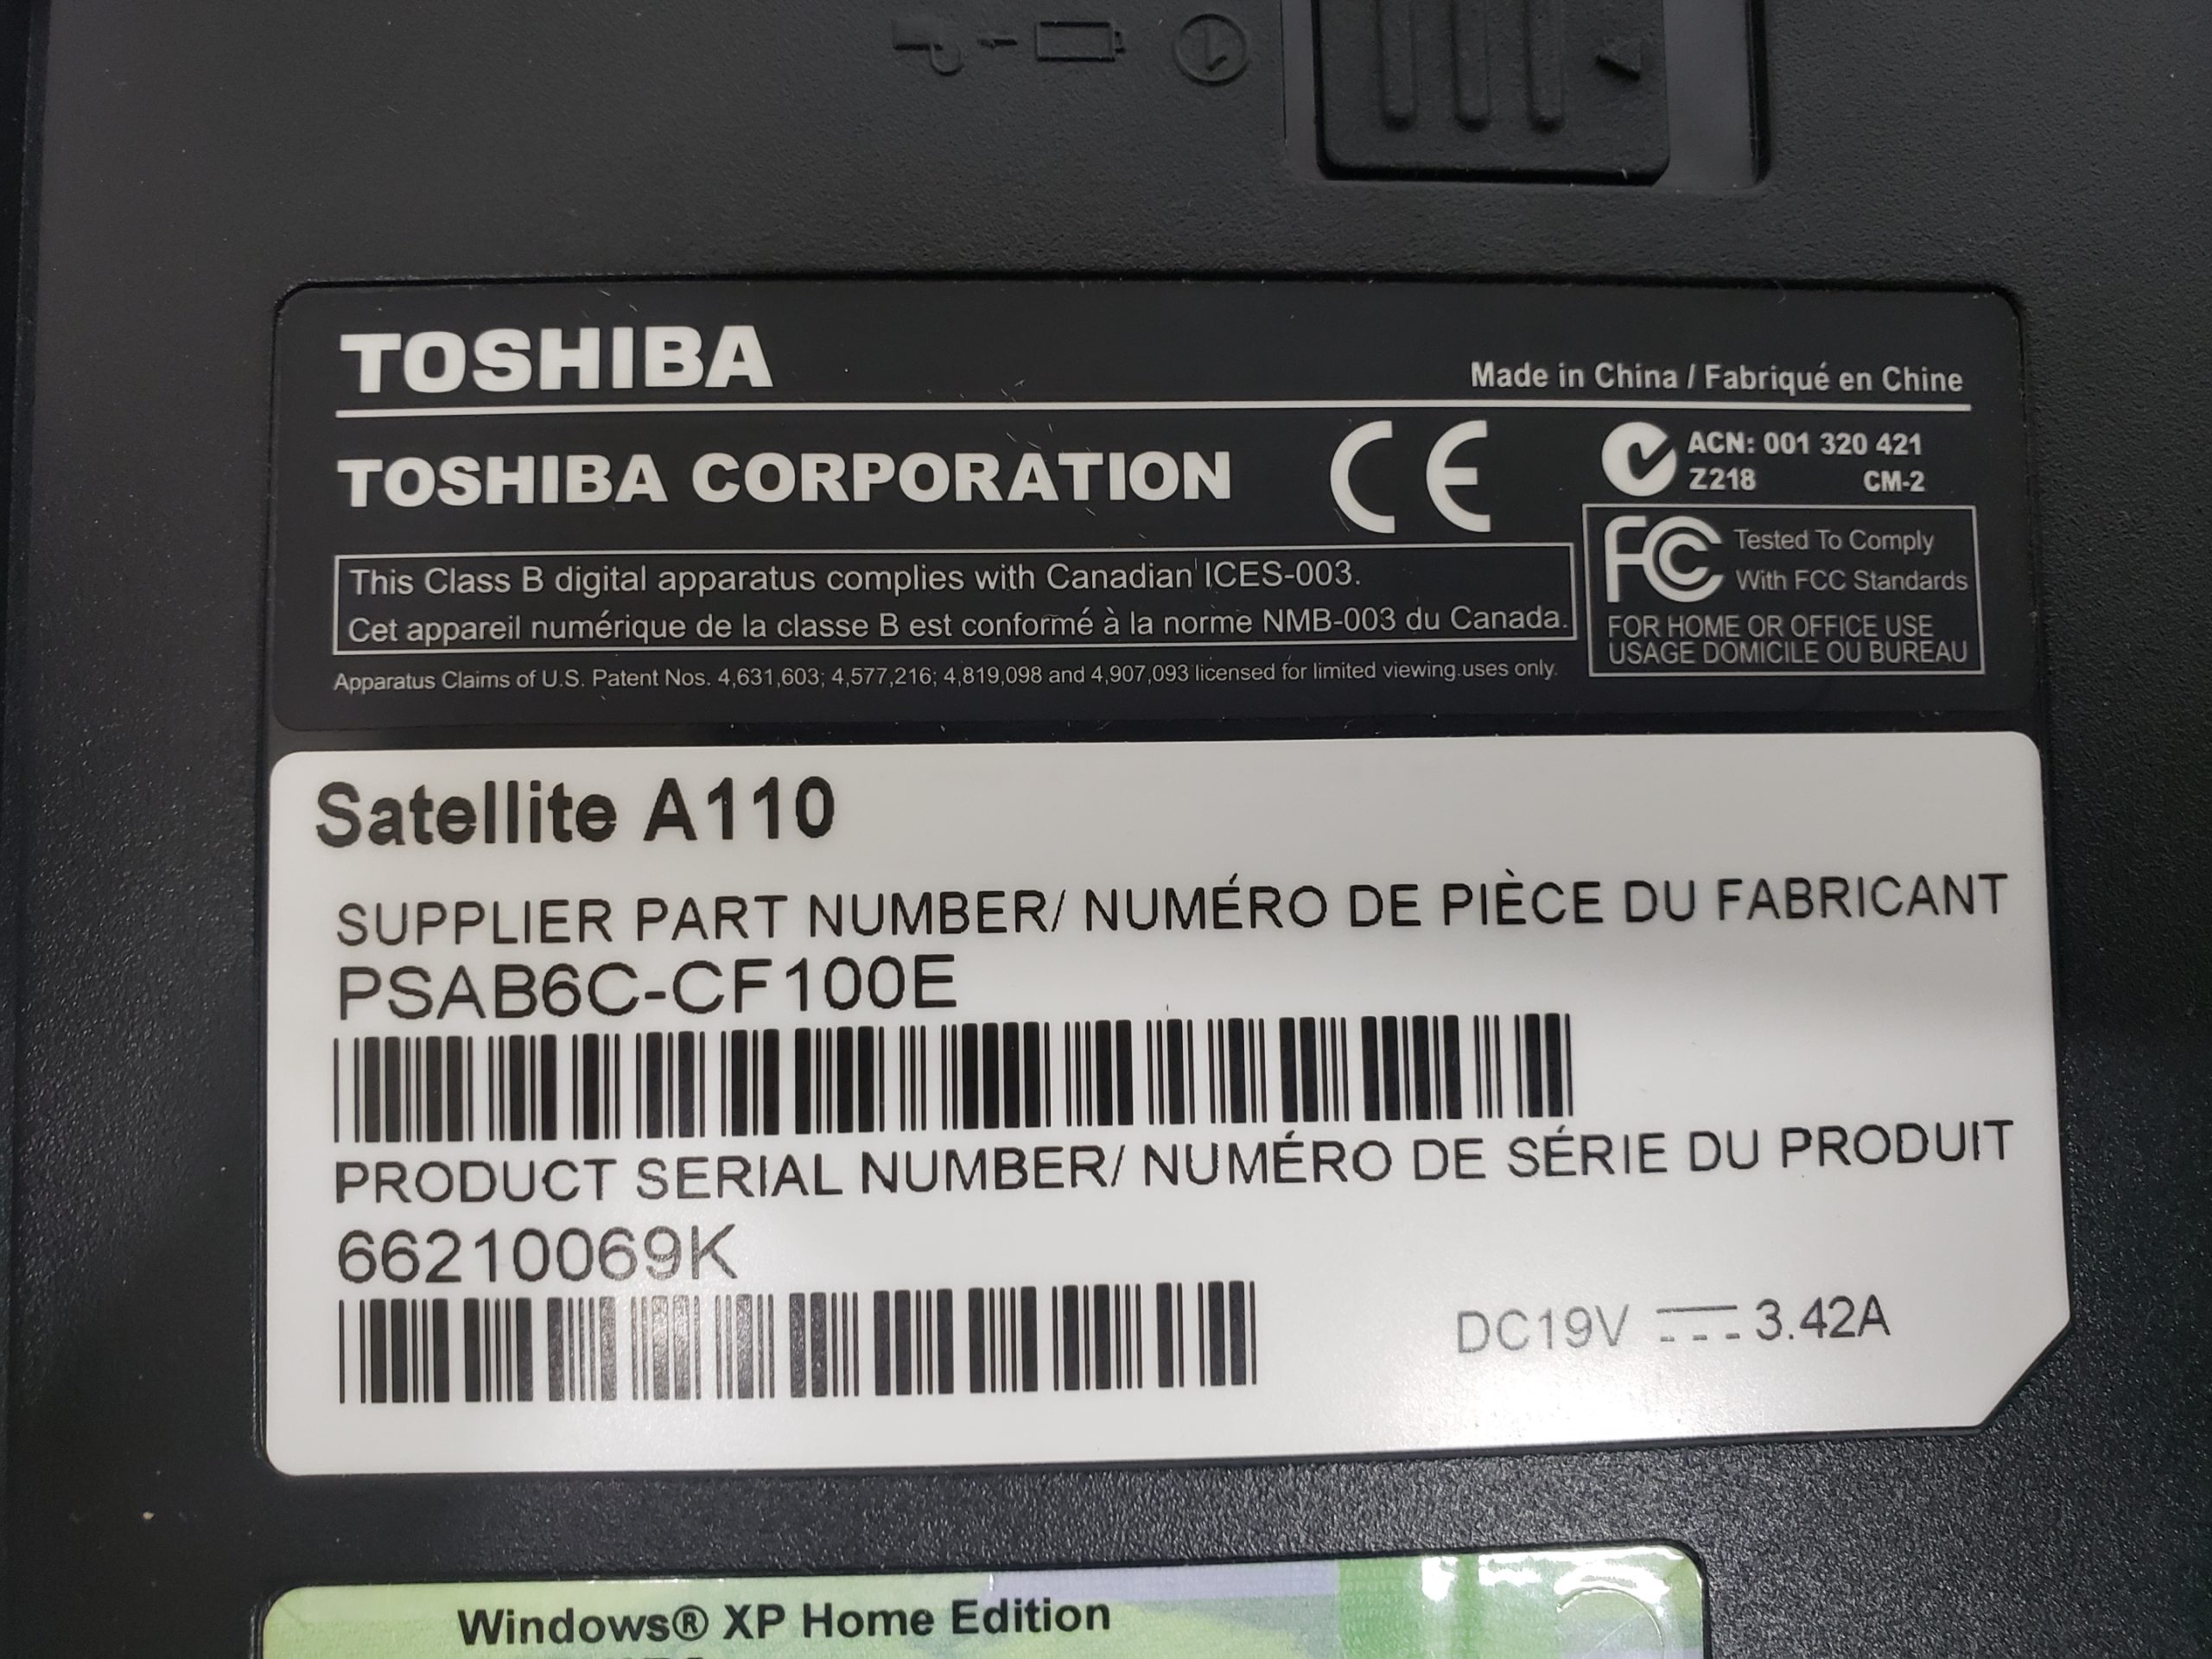 TOSHIBA
Made in China / Fabriqué en Chine
TOSHIBA CORPORATION
CE
ACN: 001 320 421
Z218 CM-2
This Class B digital apparatus complies with Canadian ICES-003.
Cet appareil numérique de la classe B est conformé à la norme NMB-003 du Canada.
Apparatus Claims of U.S. Patent Nos. 4,631,603; 4,577,216; 4,819,098 and 4,907,093 licensed for limited viewing uses only.
FC Tested To Comply
With FCC Standards
FOR HOME OR OFFICE USE
USAGE DOMICILE OU BUREAU
Satellite A110
SUPPLIER PART NUMBER/ NUMÉRO DE PIÈCE DU FABRICANT
PSAB6C-CF100E
PRODUCT SERIAL NUMBER/ NUMÉRO DE SÉRIE DU PRODUIT
66210069K
DC19V 3.42A
Windows® XP Home Edition